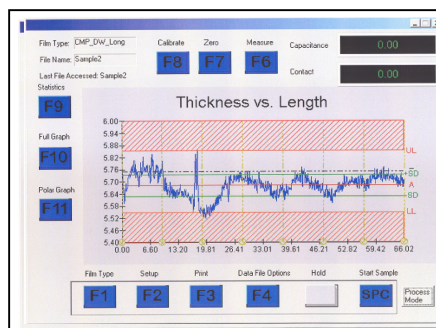 Film Type: CMP_DW_Long
File Name: Sample2
Last File Accessed: Sample2
Calibrate Zero Measure
F8 F7 F6
Capacitance 0.00
Contact 0.00
Statistics
F9
Full Graph
F10
Polar Graph
F11
Thickness vs. Length
6.00
5.94
5.88
5.82
5.76
5.70
5.64
5.58
5.52
5.46
5.40
UL
SD
A
SD
LL
0.00 6.60 13.20 19.81 26.41 33.01 39.61 46.21 52.82 59.42 66.02
Film Type Setup Print Data File Options Hold Start Sample
F1 F2 F3 F4 SPC
Process
Mode